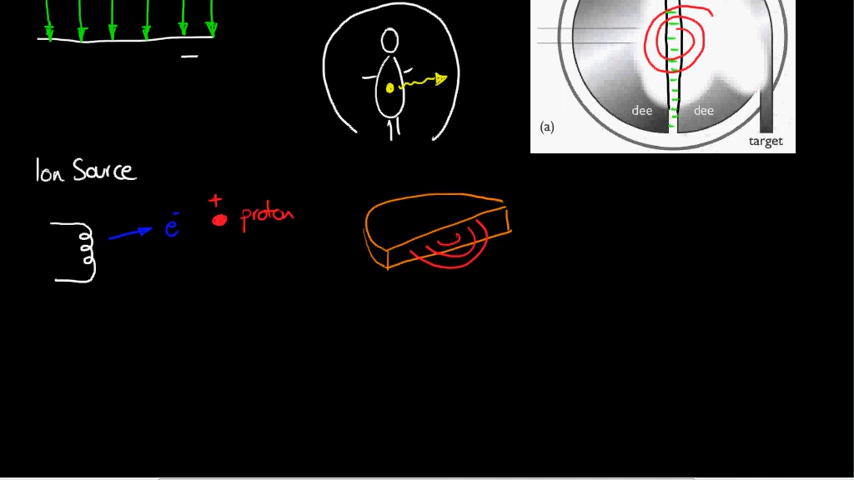 dee dee
(a)
target
Ion Source
e⁻
+
proton